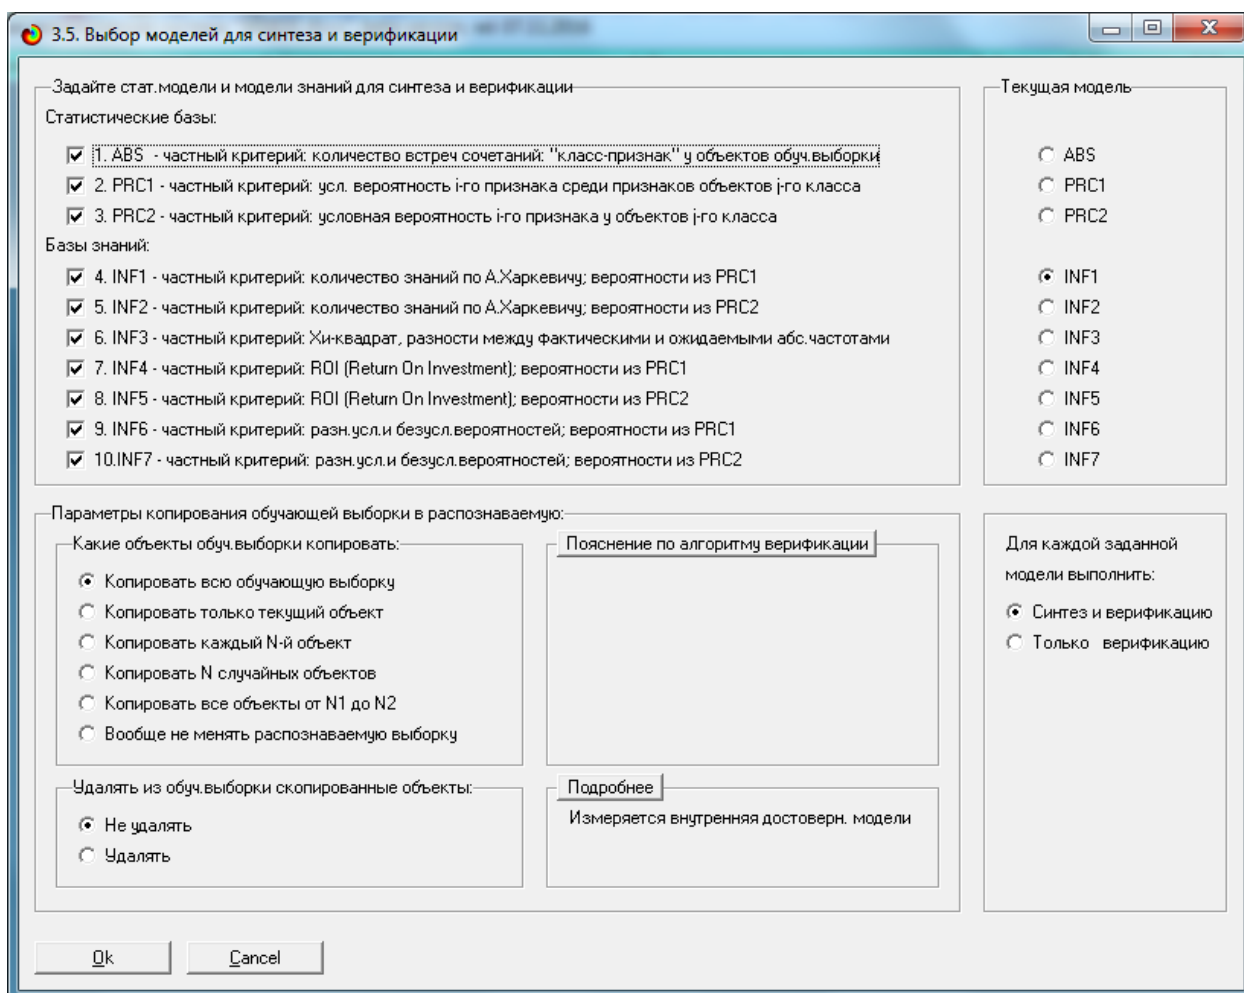 3.5. Выбор моделей для синтеза и верификации
Задайте стат.модели и модели знаний для синтеза и верификации
Статистические базы:
1. ABS - частный критерий: количество встреч сочетаний: "класс-признак" у объектов обуч.выборки
2. PRC1 - частный критерий: усл. вероятность i-го признака среди признаков объектов j-го класса
3. PRC2 - частный критерий: условная вероятность i-го признака у объектов j-го класса
Базы знаний:
4. INF1 - частный критерий: количество знаний по А.Харкевичу; вероятности из PRC1
5. INF2 - частный критерий: количество знаний по А.Харкевичу; вероятности из PRC2
6. INF3 - частный критерий: Хи-квадрат, разности между фактическими и ожидаемыми абс.частотами
7. INF4 - частный критерий: ROI (Return On Investment); вероятности из PRC1
8. INF5 - частный критерий: ROI (Return On Investment); вероятности из PRC2
9. INF6 - частный критерий: разн.усл.и безусл.вероятностей; вероятности из PRC1
10.INF7 - частный критерий: разн.усл.и безусл.вероятностей; вероятности из PRC2
Текущая модель
ABS
PRC1
PRC2
INF1
INF2
INF3
INF4
INF5
INF6
INF7
Параметры копирования обучающей выборки в распознаваемую:
Какие объекты обуч.выборки копировать:
Копировать всю обучающую выборку
Копировать только текущий объект
Копировать каждый N-й объект
Копировать N случайных объектов
Копировать все объекты от N1 до N2
Вообще не менять распознаваемую выборку
Пояснение по алгоритму верификации
Удалять из обуч.выборки скопированные объекты:
Не удалять
Удалять
Подробнее
Измеряется внутренняя достоверн. модели
Для каждой заданной
модели выполнить:
Синтез и верификацию
Только верификацию
Ok
Cancel